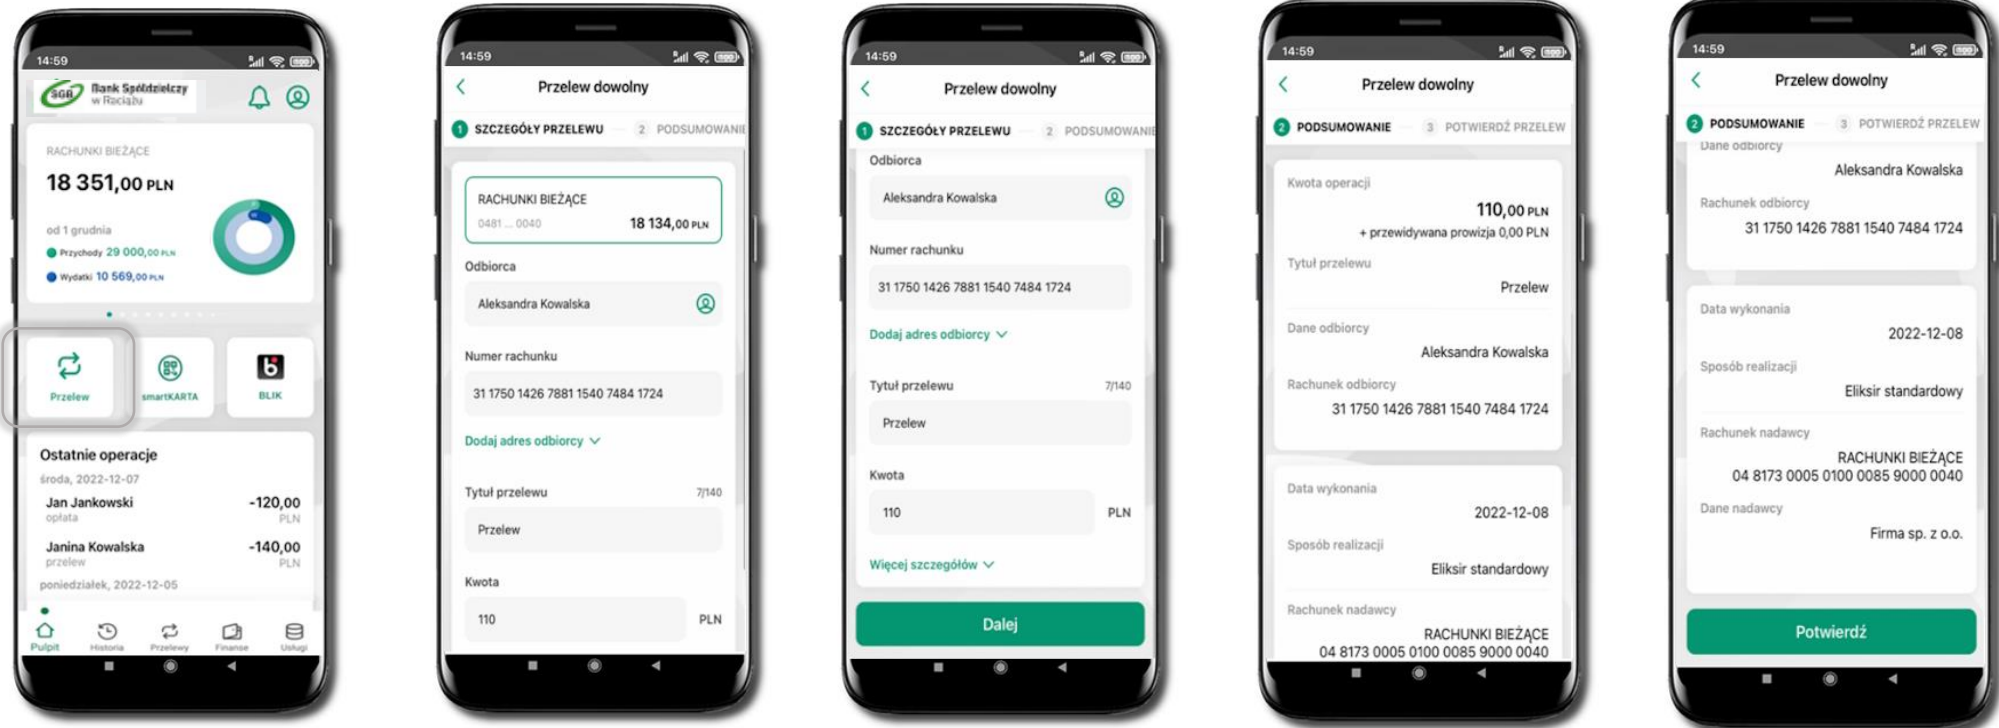 14:59
SGB
Bank Spółdzielczy
w Raciążu
RACHUNKI BIEŻĄCE
18 351,00 PLN
od 1 grudnia
Przychody 29 000,00 PLN
Wydatki 10 569,00 PLN
Przelew
smartKARTA
BLIK
Ostatnie operacje
środa, 2022-12-07
Jan Jankowski -120,00
opłata PLN
Janina Kowalska -140,00
przelew PLN
poniedziałek, 2022-12-05
Pulpit Historia Przelewy Finanse Usługi
14:59
Przelew dowolny
1 SZCZEGÓŁY PRZELEWU 2 PODSUMOWANIE
RACHUNKI BIEŻĄCE
0481 ... 0040 18 134,00 PLN
Odbiorca
Aleksandra Kowalska
Numer rachunku
31 1750 1426 7881 1540 7484 1724
Dodaj adres odbiorcy
Tytuł przelewu 7/140
Przelew
Kwota
110 PLN
14:59
Przelew dowolny
1 SZCZEGÓŁY PRZELEWU 2 PODSUMOWANIE
Odbiorca
Aleksandra Kowalska
Numer rachunku
31 1750 1426 7881 1540 7484 1724
Dodaj adres odbiorcy
Tytuł przelewu 7/140
Przelew
Kwota
110 PLN
Więcej szczegółów
Dalej
14:59
Przelew dowolny
2 PODSUMOWANIE 3 POTWIERDŹ PRZELEW
Kwota operacji
110,00 PLN
+ przewidywana prowizja 0,00 PLN
Tytuł przelewu
Przelew
Dane odbiorcy
Aleksandra Kowalska
Rachunek odbiorcy
31 1750 1426 7881 1540 7484 1724
Data wykonania
2022-12-08
Sposób realizacji
Eliksir standardowy
Rachunek nadawcy
RACHUNKI BIEŻĄCE
04 8173 0005 0100 0085 9000 0040
14:59
Przelew dowolny
2 PODSUMOWANIE 3 POTWIERDŹ PRZELEW
Dane odbiorcy
Aleksandra Kowalska
Rachunek odbiorcy
31 1750 1426 7881 1540 7484 1724
Data wykonania
2022-12-08
Sposób realizacji
Eliksir standardowy
Rachunek nadawcy
RACHUNKI BIEŻĄCE
04 8173 0005 0100 0085 9000 0040
Dane nadawcy
Firma sp. z o.o.
Potwierdź